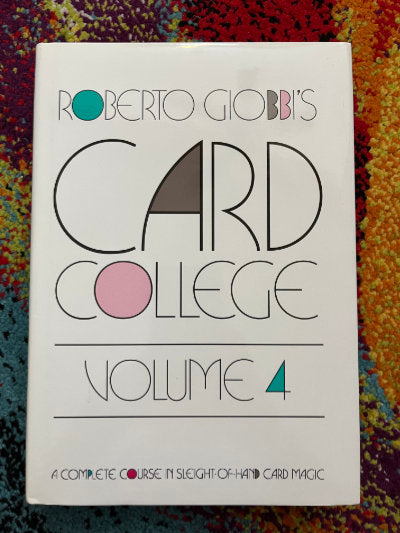 ROBERTO GIOBBI'S
CARD
COLLEGE
VOLUME 4
A COMPLETE COURSE IN SLEIGHT-OF-HAND CARD MAGIC